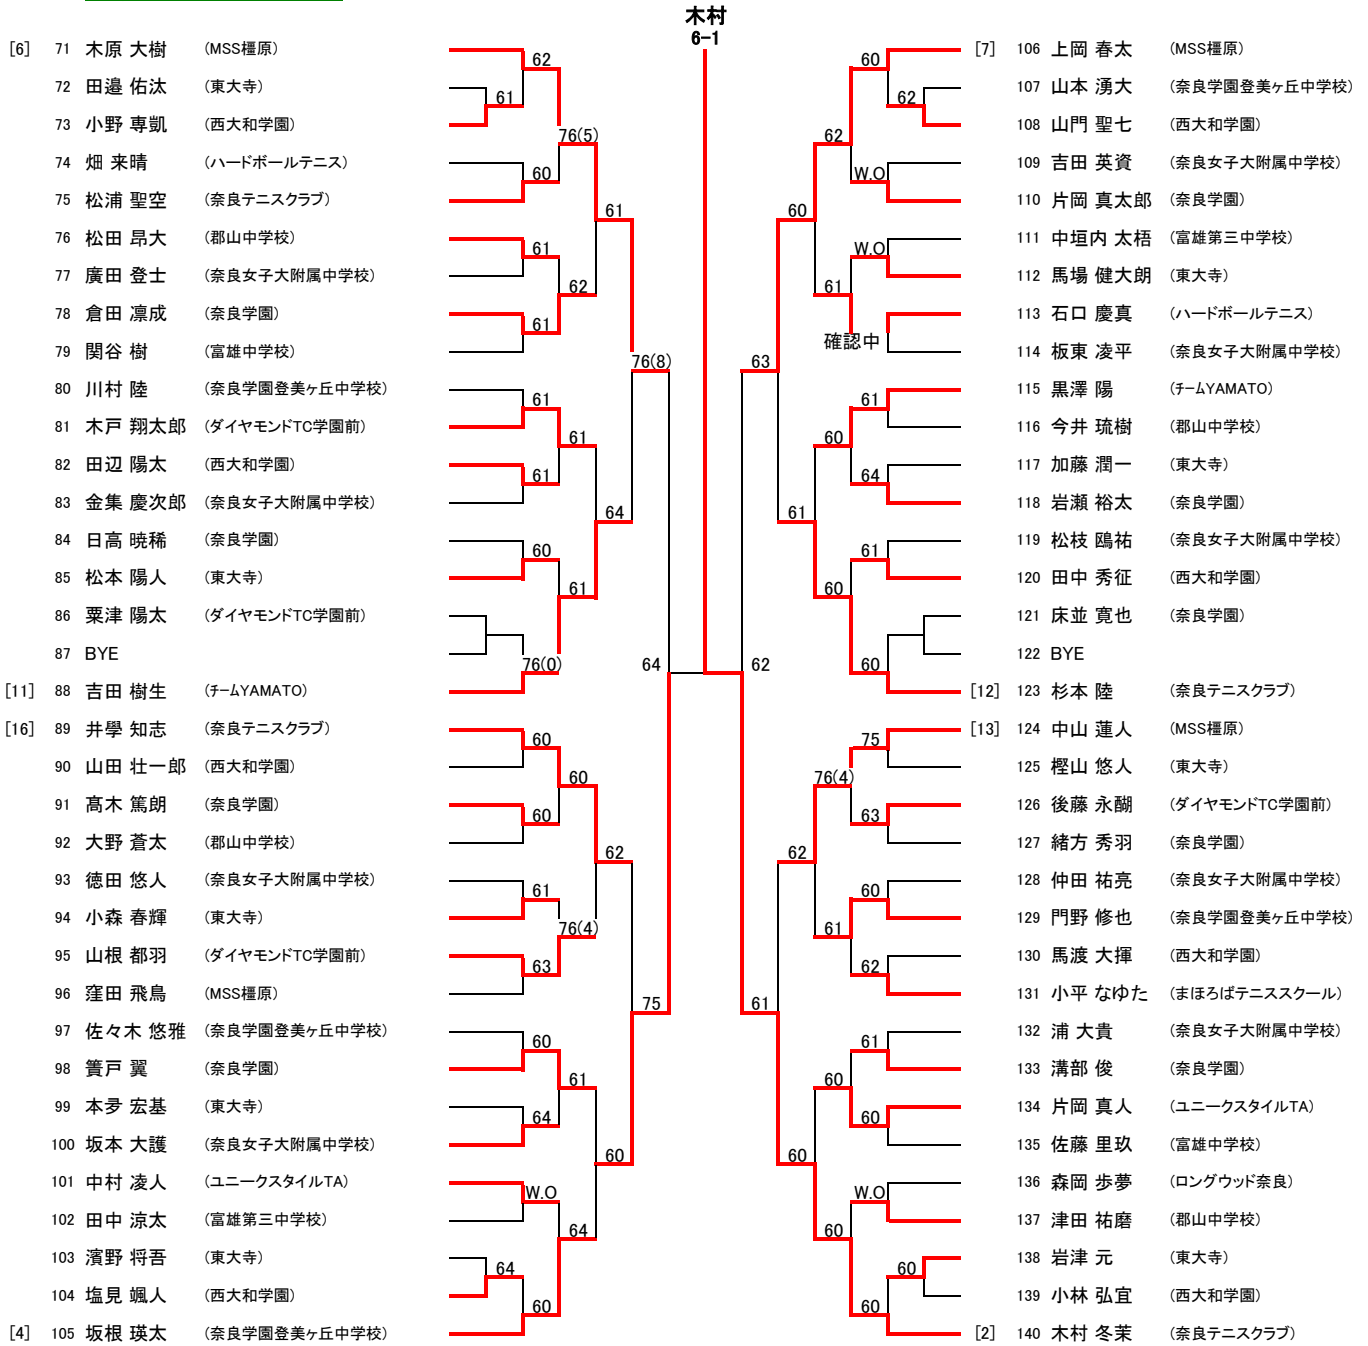 木村
6-1
[6] 71 木原 大樹 (MSS橿原)
72 田邉 佑汰 (東大寺)
73 小野 専凱 (西大和学園)
74 畑 来晴 (ハードボールテニス)
75 松浦 聖空 (奈良テニスクラブ)
76 松田 昂大 (郡山中学校)
77 廣田 登士 (奈良女子大附属中学校)
78 倉田 凛成 (奈良学園)
79 関谷 樹 (富雄中学校)
80 川村 陸 (奈良学園登美ヶ丘中学校)
81 木戸 翔太郎 (ダイヤモンドTC学園前)
82 田辺 陽太 (西大和学園)
83 金集 慶次郎 (奈良女子大附属中学校)
84 日高 暁稀 (奈良学園)
85 松本 陽人 (東大寺)
86 粟津 陽太 (ダイヤモンドTC学園前)
87 BYE
[11] 88 吉田 樹生 (チームYAMATO)
[16] 89 井學 知志 (奈良テニスクラブ)
90 山田 壮一郎 (西大和学園)
91 髙木 篤朗 (奈良学園)
92 大野 蒼太 (郡山中学校)
93 徳田 悠人 (奈良女子大附属中学校)
94 小森 春輝 (東大寺)
95 山根 都羽 (ダイヤモンドTC学園前)
96 窪田 飛鳥 (MSS橿原)
97 佐々木 悠雅 (奈良学園登美ヶ丘中学校)
98 簀戸 翼 (奈良学園)
99 本夛 宏基 (東大寺)
100 坂本 大護 (奈良女子大附属中学校)
101 中村 凌人 (ユニークスタイルTA)
102 田中 涼太 (富雄第三中学校)
103 濱野 将吾 (東大寺)
104 塩見 颯人 (西大和学園)
[4] 105 坂根 瑛太 (奈良学園登美ヶ丘中学校)
62
61
76(5)
60
61
61
62
61
76(8)
61
61
61
64
60
61
76(0)
64
60
60
60
62
61
76(4)
63
75
60
61
64
60
W.O
64
64
60
60
62
62
W.O
60
W.O
61
確認中
63
61
60
64
61
61
60
60
62
75
76(4)
63
62
60
61
62
61
61
60
60
60
W.O
60
60
60
[7] 106 上岡 春太 (MSS橿原)
107 山本 湧大 (奈良学園登美ヶ丘中学校)
108 山門 聖七 (西大和学園)
109 吉田 英資 (奈良女子大附属中学校)
110 片岡 真太郎 (奈良学園)
111 中垣内 太梧 (富雄第三中学校)
112 馬場 健大朗 (東大寺)
113 石口 慶真 (ハードボールテニス)
114 板東 凌平 (奈良女子大附属中学校)
115 黒澤 陽 (チームYAMATO)
116 今井 琉樹 (郡山中学校)
117 加藤 潤一 (東大寺)
118 岩瀬 裕太 (奈良学園)
119 松枝 鴎祐 (奈良女子大附属中学校)
120 田中 秀征 (西大和学園)
121 床並 寛也 (奈良学園)
122 BYE
[12] 123 杉本 陸 (奈良テニスクラブ)
[13] 124 中山 蓮人 (MSS橿原)
125 樫山 悠人 (東大寺)
126 後藤 永醐 (ダイヤモンドTC学園前)
127 緒方 秀羽 (奈良学園)
128 仲田 祐亮 (奈良女子大附属中学校)
129 門野 修也 (奈良学園登美ヶ丘中学校)
130 馬渡 大揮 (西大和学園)
131 小平 なゆた (まほろばテニススクール)
132 浦 大貴 (奈良女子大附属中学校)
133 溝部 俊 (奈良学園)
134 片岡 真人 (ユニークスタイルTA)
135 佐藤 里玖 (富雄中学校)
136 森岡 歩夢 (ロングウッド奈良)
137 津田 祐磨 (郡山中学校)
138 岩津 元 (東大寺)
139 小林 弘宜 (西大和学園)
[2] 140 木村 冬茉 (奈良テニスクラブ)